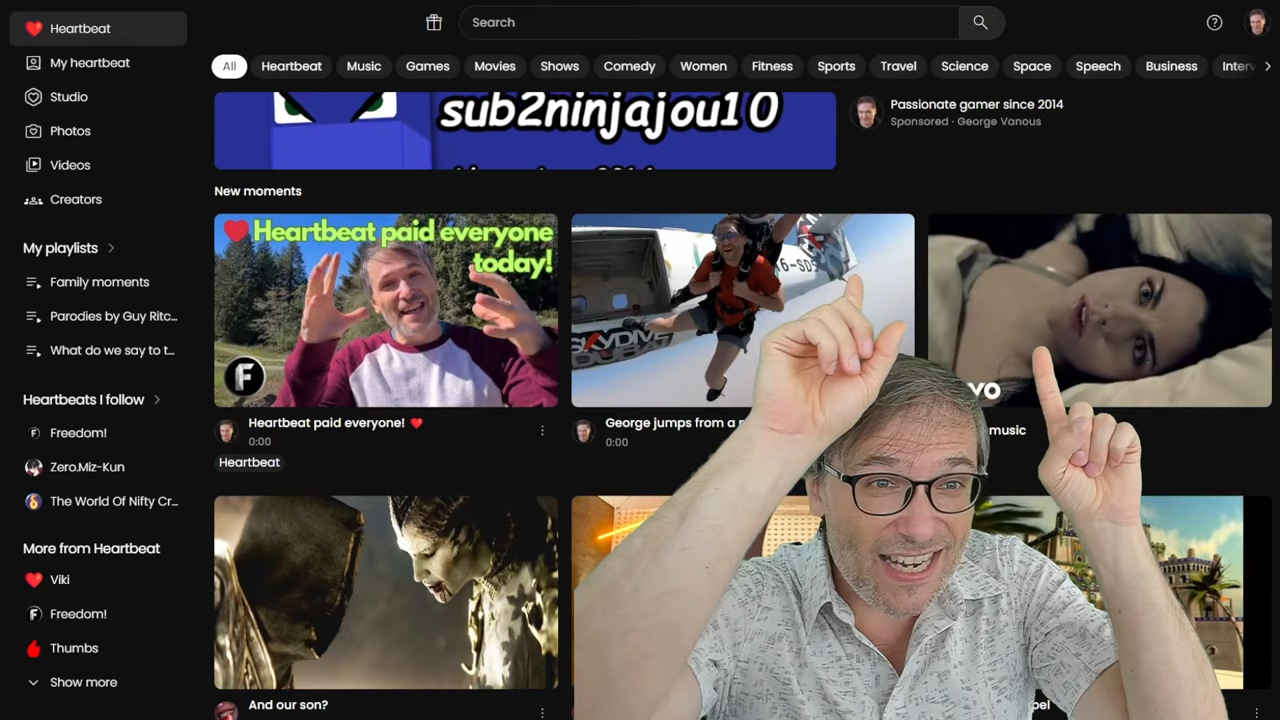 Heartbeat
My heartbeat
Studio
Photos
Videos
Creators
My playlists
Family moments
Parodies by Guy Ritc...
What do we say to t...
Heartbeats I follow
Freedom!
Zero.Miz-Kun
The World Of Nifty Cr...
More from Heartbeat
Viki
Freedom!
Thumbs
Show more
Search
All Heartbeat Music Games Movies Shows Comedy Women Fitness Sports Travel Science Space Speech Business Interv
sub2ninjajou10
Passionate gamer since 2014
Sponsored · George Vanous
New moments
Heartbeat paid everyone
today!
F
SKYDIVE
DUBAI
Heartbeat paid everyone!
0:00
Heartbeat
George jumps from a
0:00
vo
music
And our son?